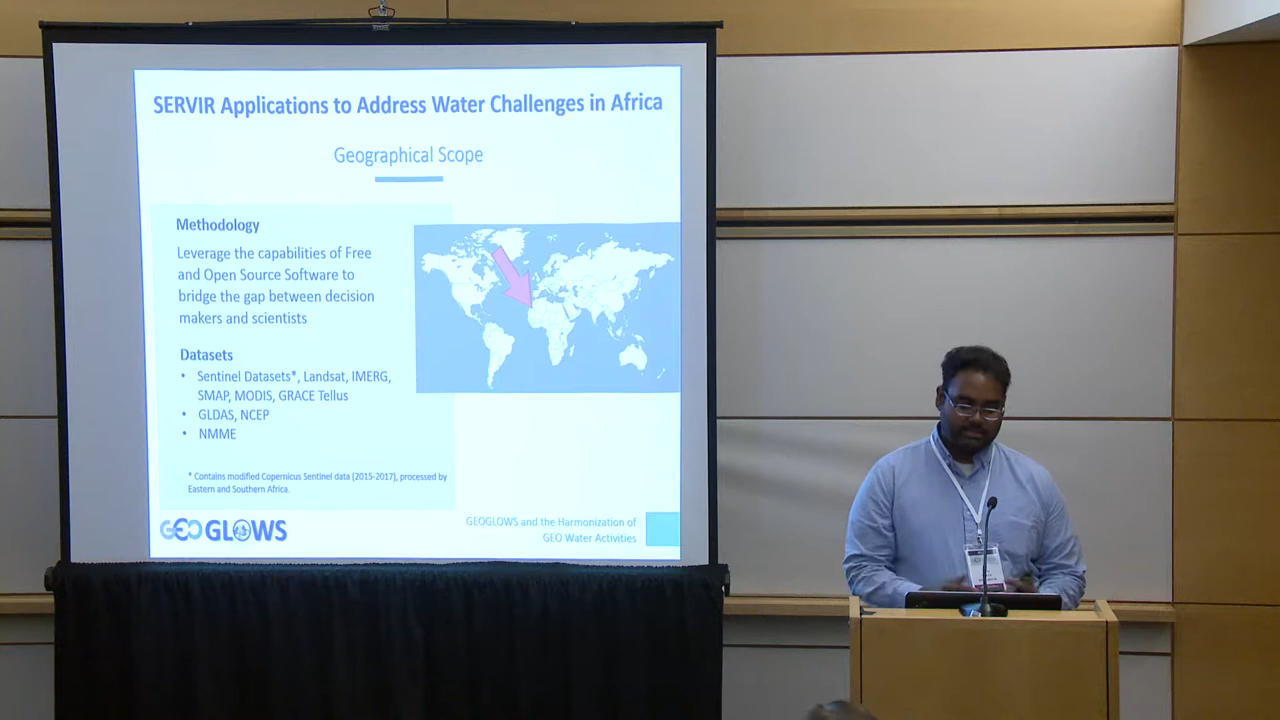 SERVIR Applications to Address Water Challenges in Africa
Geographical Scope
Methodology
Leverage the capabilities of Free
and Open Source Software to
bridge the gap between decision
makers and scientists
Datasets
• Sentinel Datasets*, Landsat, IMERG,
SMAP, MODIS, GRACE Tellus
• GLDAS, NCEP
• NMME
* Contains modified Copernicus Sentinel data (2015-2017), processed by
Eastern and Southern Africa.
GEO GLOWS
GEOGLOWS and the Harmonization of
GEO Water Activities